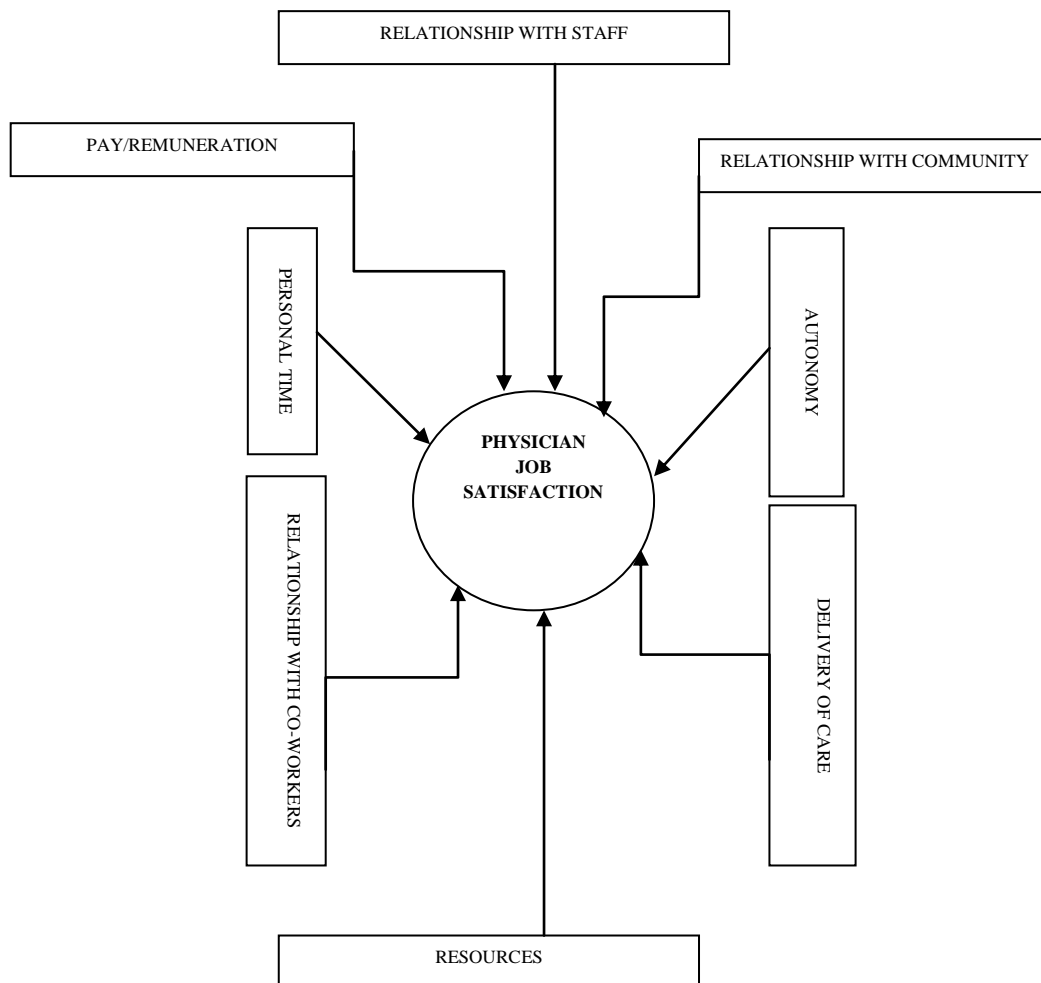 RELATIONSHIP WITH STAFF
PAY/REMUNERATION
RELATIONSHIP WITH COMMUNITY
PERSONAL TIME
AUTONOMY
PHYSICIAN
JOB
SATISFACTION
RELATIONSHIP WITH CO-WORKERS
DELIVERY OF CARE
RESOURCES